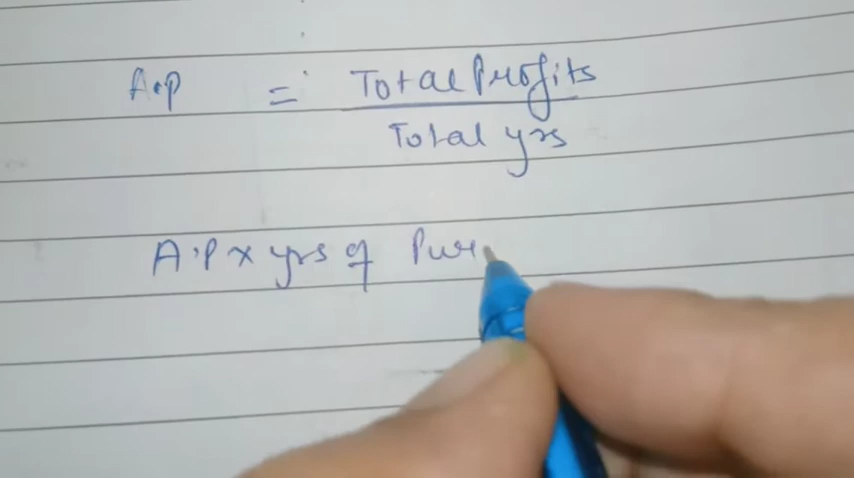 A.P = Total Profits
Total yrs
A.P x yrs of Pur